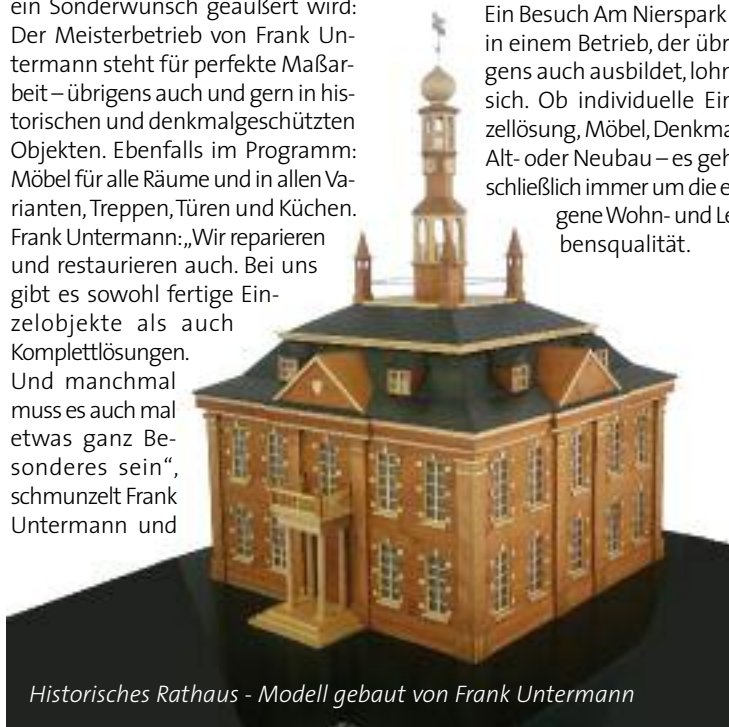 ein Sonderwunsch geäußert wird:
Der Meisterbetrieb von Frank Un-
termann steht für perfekte Maßar-
beit – übrigens auch und gern in his-
torischen und denkmalgeschützten
Objekten. Ebenfalls im Programm:
Möbel für alle Räume und in allen Va-
rianten, Treppen, Türen und Küchen.
Frank Untermann: „Wir reparieren
und restaurieren auch. Bei uns
gibt es sowohl fertige Ein-
zelobjekte als auch
Komplettlösungen.
Und manchmal
muss es auch mal
etwas ganz Be-
sonderes sein“,
schmunzelt Frank
Untermann und
Ein Besuch Am Nierspark
in einem Betrieb, der übr
gens auch ausbildet, lohn
sich. Ob individuelle Ein
zellösung, Möbel, Denkma
Alt- oder Neubau – es geh
schließlich immer um die e
gene Wohn- und Le
bensqualität.
Historisches Rathaus - Modell gebaut von Frank Untermann